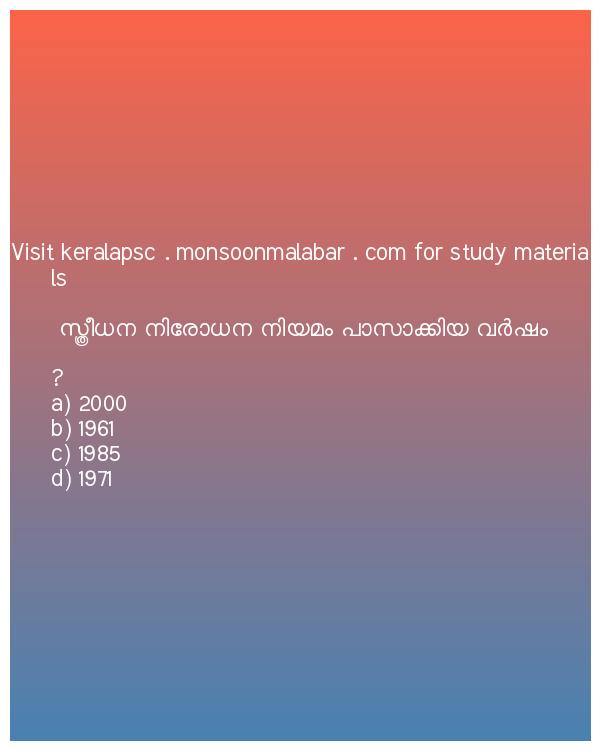 Visit keralapsc . monsoonmalabar . com for study materia
ls
സ്ത്രീധന നിരോധന നിയമം പാസാക്കിയ വർഷം
?
a) 2000
b) 1961
c) 1985
d) 1971